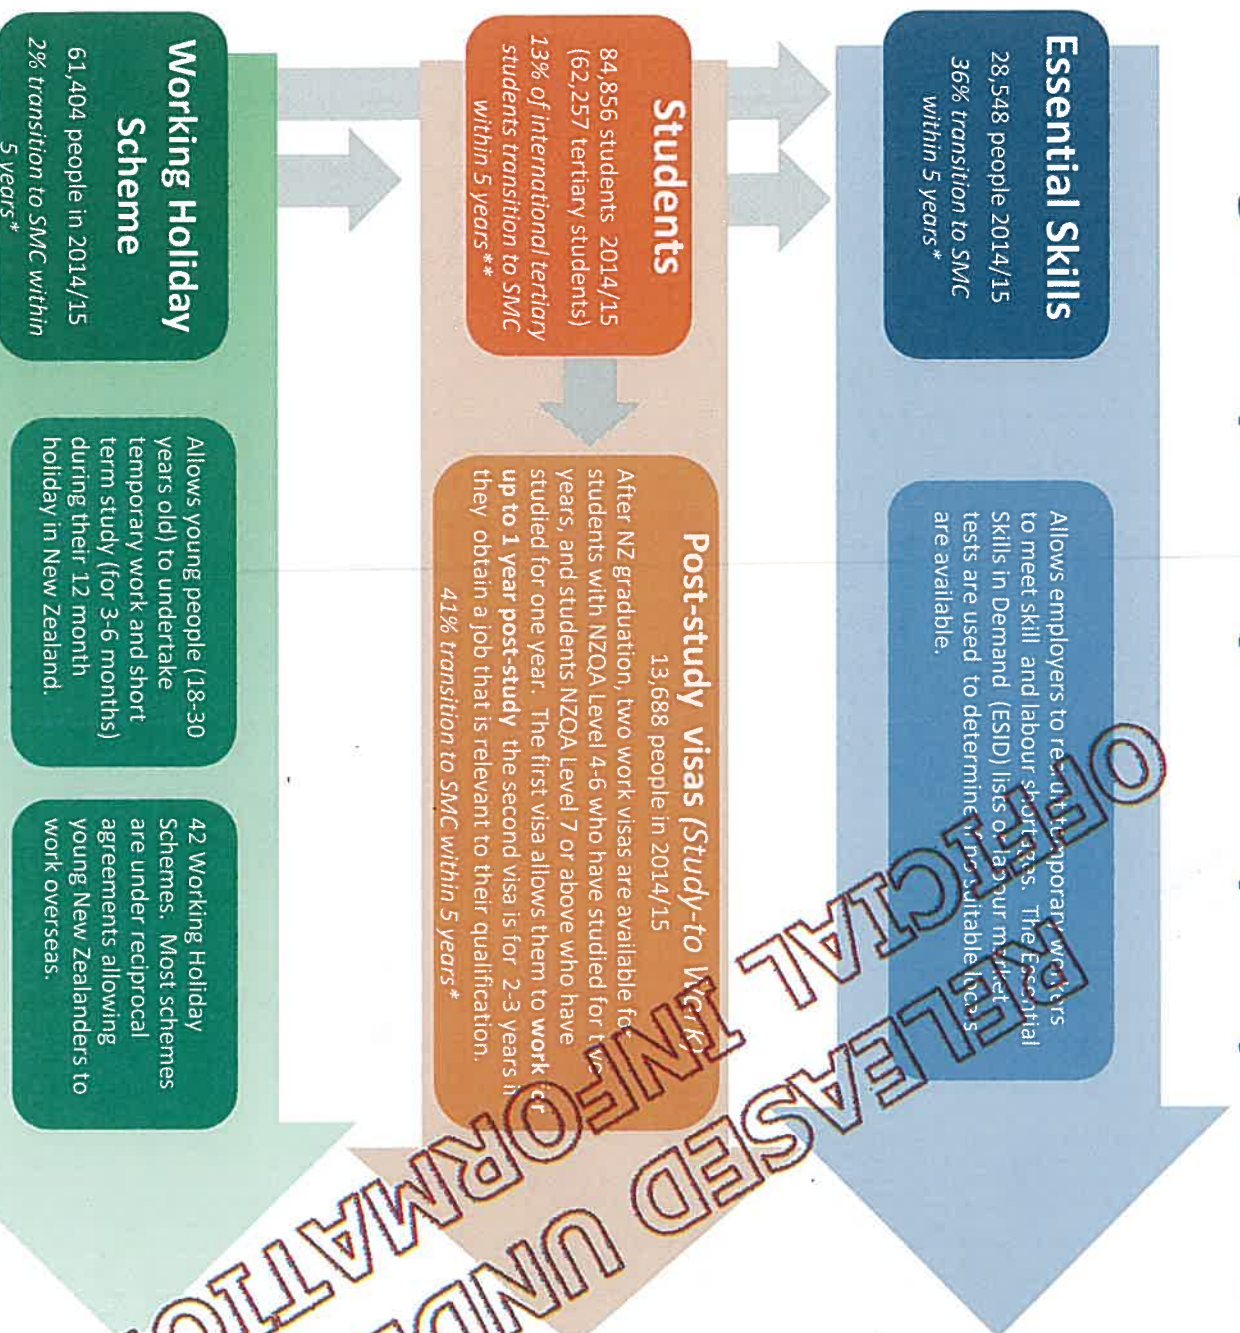 Essential Skills
28,548 people 2014/15
36% transition to SMC
within 5 years*
Allows employers to recruit temporary workers
to meet skill and labour shortages. The Essential
Skills in Demand (ESID) lists or labour market
tests are used to determine if no suitable locals
are available.
Students
84,856 students 2014/15
(62,257 tertiary students)
13% of international tertiary
students transition to SMC
within 5 years**
Post-study visas (Study-to Work)
13,688 people in 2014/15
After NZ graduation, two work visas are available for
students with NZQA Level 4-6 who have studied for two
years, and students NZQA Level 7 or above who have
studied for one year. The first visa allows them to work for
up to 1 year post-study the second visa is for 2-3 years if
they obtain a job that is relevant to their qualification.
41% transition to SMC within 5 years*
Working Holiday
Scheme
61,404 people in 2014/15
2% transition to SMC within
5 years*
Allows young people (18-30
years old) to undertake
temporary work and short
term study (for 3-6 months)
during their 12 month
holiday in New Zealand.
42 Working Holiday
Schemes. Most schemes
are under reciprocal
agreements allowing
young New Zealanders to
work overseas.
RELEASED
OFFICIAL